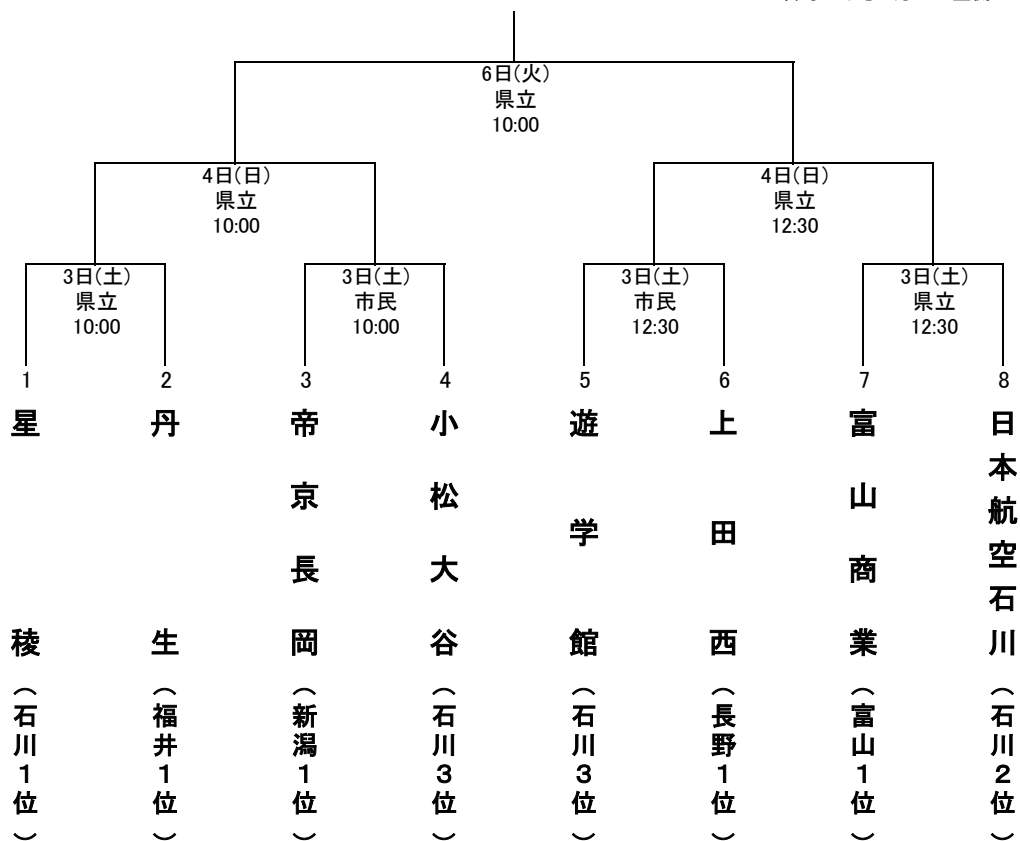 6日(火)
県立
10:00
4日(日)
県立
10:00
4日(日)
県立
12:30
3日(土)
県立
10:00
3日(土)
市民
10:00
3日(土)
市民
12:30
3日(土)
県立
12:30
1
2
3
4
5
6
7
8
星稜(石川1位)
丹生(福井1位)
帝京長岡(新潟1位)
小松大谷(石川3位)
遊学館(石川3位)
上田西(長野1位)
富山商業(富山1位)
日本航空石川(石川2位)